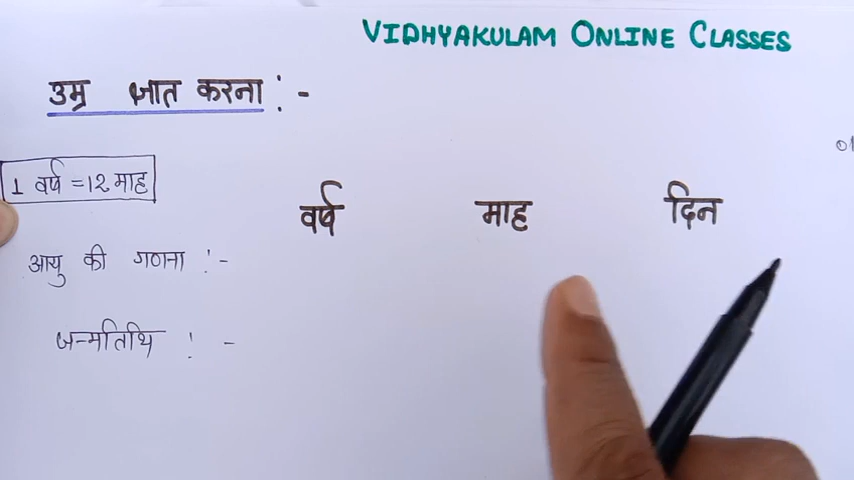 VIDHYAKULAM ONLINE CLASSES
उम्र ज्ञात करना :-
1 वर्ष = 12 माह
वर्ष माह दिन
आयु की गणना :-
जन्मतिथि : -